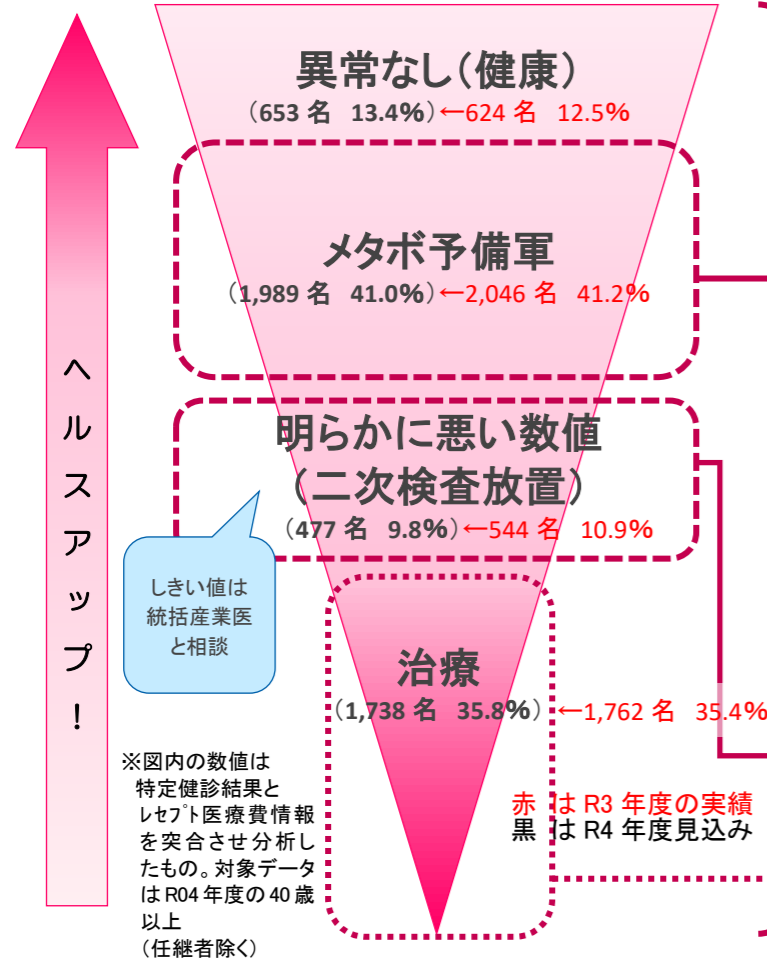 異常なし（健康）
（653 名 13.4%）←624 名 12.5%
メタボ予備軍
（1,989 名 41.0%）←2,046 名 41.2%
明らかに悪い数値
（二次検査放置）
（477 名 9.8%）←544 名 10.9%
しきい値は
統括産業医
と相談
治療
（1,738 名 35.8%）←1,762 名 35.4%
ヘルスアップ！
赤 は R3 年度の実績
黒 は R4 年度見込み
※図内の数値は
特定健診結果と
ﾚｾﾌﾟﾄ医療費情報
を突合させ分析し
たもの。対象データ
は R04 年度の 40 歳
以上
（任継者除く）